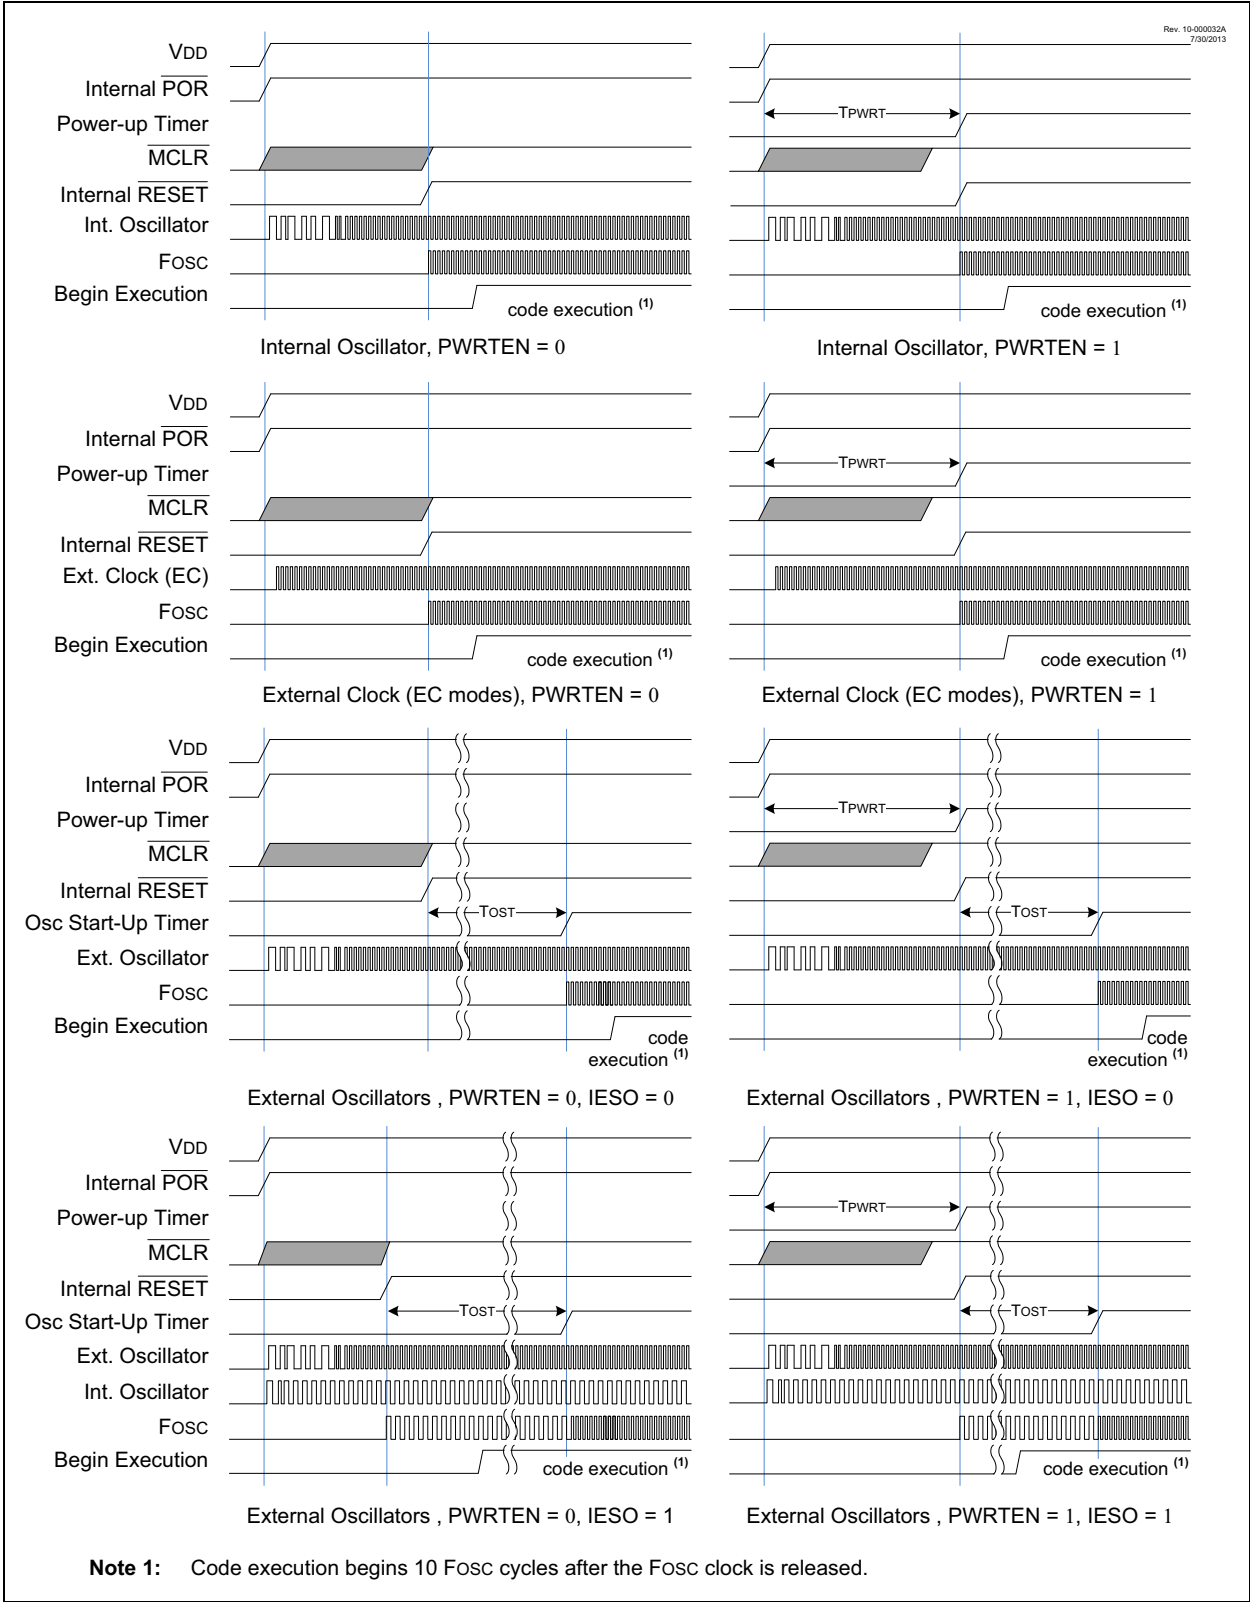 Rev. 10-000032A
7/30/2013
VDD
Internal POR
Power-up Timer
MCLR
Internal RESET
Int. Oscillator
FOSC
Begin Execution
code execution (1)
Internal Oscillator, PWRTEN = 0
TPWRT
code execution (1)
Internal Oscillator, PWRTEN = 1
VDD
Internal POR
Power-up Timer
MCLR
Internal RESET
Ext. Clock (EC)
FOSC
Begin Execution
code execution (1)
External Clock (EC modes), PWRTEN = 0
TPWRT
code execution (1)
External Clock (EC modes), PWRTEN = 1
VDD
Internal POR
Power-up Timer
MCLR
Internal RESET
Osc Start-Up Timer
Ext. Oscillator
FOSC
Begin Execution
TOST
code
execution (1)
External Oscillators , PWRTEN = 0, IESO = 0
TPWRT
TOST
code
execution (1)
External Oscillators , PWRTEN = 1, IESO = 0
VDD
Internal POR
Power-up Timer
MCLR
Internal RESET
Osc Start-Up Timer
Ext. Oscillator
Int. Oscillator
FOSC
Begin Execution
TOST
code execution (1)
External Oscillators , PWRTEN = 0, IESO = 1
TPWRT
TOST
code execution (1)
External Oscillators , PWRTEN = 1, IESO = 1
Note 1: Code execution begins 10 FOSC cycles after the FOSC clock is released.